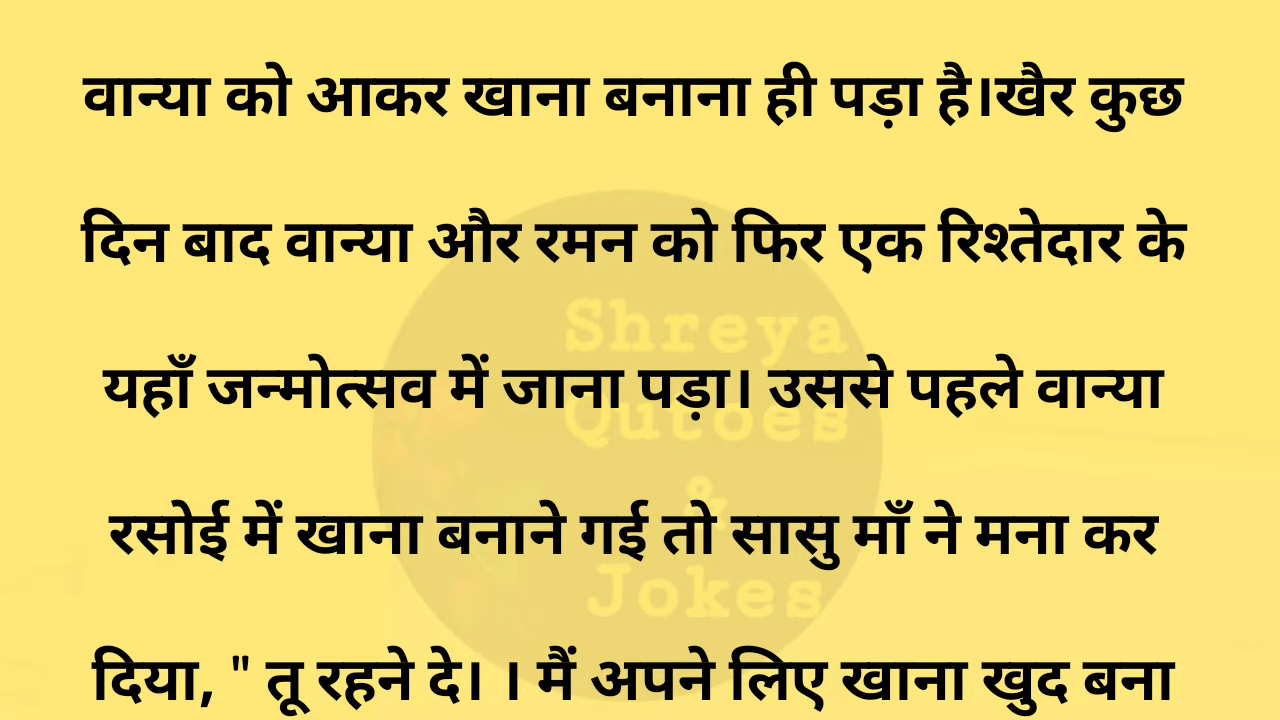 वान्या को आकर खाना बनाना ही पड़ा है।खैर कुछ
दिन बाद वान्या और रमन को फिर एक रिश्तेदार के
यहाँ जन्मोत्सव में जाना पड़ा। उससे पहले वान्या
रसोई में खाना बनाने गई तो सासु माँ ने मना कर
दिया, " तू रहने दे। । मैं अपने लिए खाना खुद बना
Shreya
Qutoes
&
Jokes